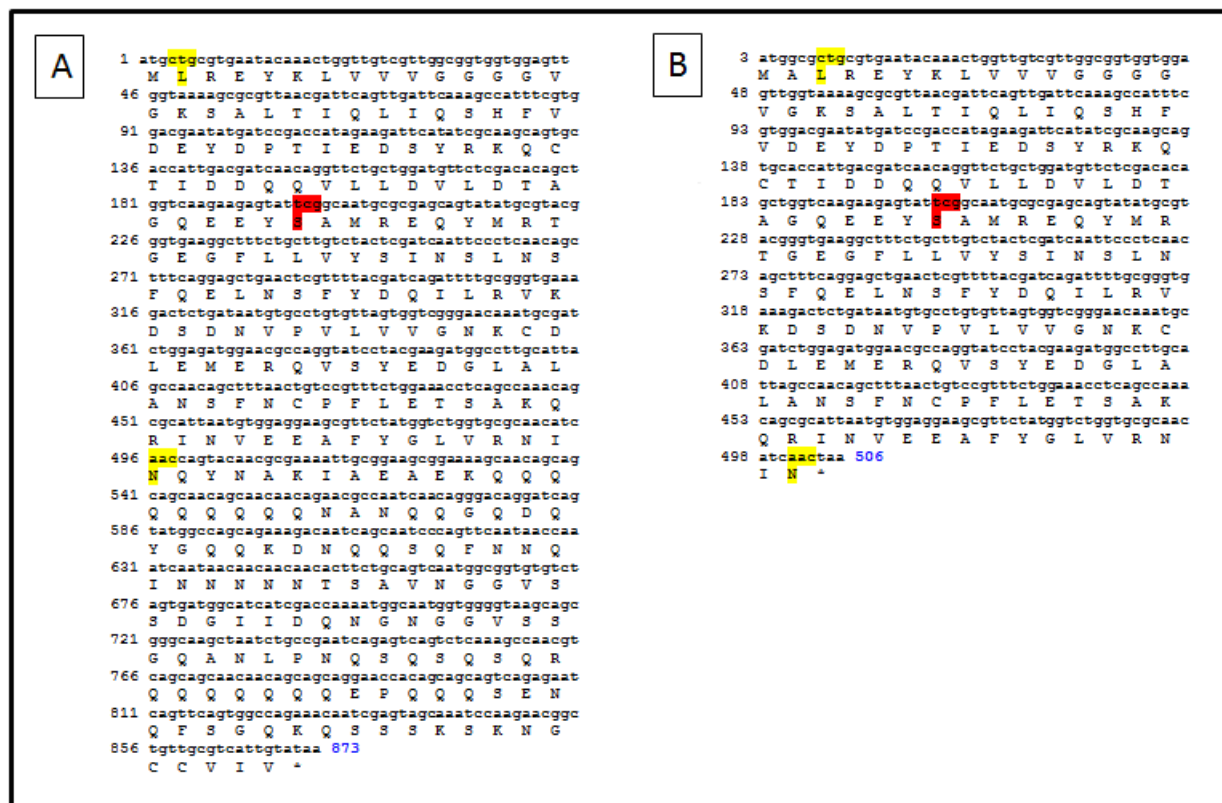 A
1 atgctgcgtgaatacaaactggttgtcgttggcggtggtggagtt
M L R E Y K L V V V G G G G V
46 ggtaaaagcgcgttaacgattcagttgattcaaagccatttcgtg
G K S A L T I Q L I Q S H F V
91 gacgaatatgatccgaccatagaagattcatatcgcaagcagtgc
D E Y D P T I E D S Y R K Q C
136 accattgacgatcaacaggttctgctggatgttctcgacacagct
T I D D Q Q V L L D V L D T A
181 ggtcaagaagagtattcggcaatgcgcgagcagtatatgcgtacg
G Q E E Y S A M R E Q Y M R T
226 ggtgaaggctttctgcttgtctactcgatcaattccctcaacagc
G E G F L L V Y S I N S L N S
271 tttcaggagctgaactcgttttacgatcagattttgcgggtgaaa
F Q E L N S F Y D Q I L R V K
316 gactctgataatgtgcctgtgttagtggtcgggaacaaatgcgat
D S D N V P V L V V G N K C D
361 ctggagatggaacgccaggtatcctacgaagatggccttgcatta
L E M E R Q V S Y E D G L A L
406 gccaacagctttaactgtccgtttctggaaacctcagccaaacag
A N S F N C P F L E T S A K Q
451 cgcattaatgtggaggaagcgttctatggtctggtgcgcaacatc
R I N V E E A F Y G L V R N I
496 aaccagtacaacgcgaaaattgcggaagcggaaaagcaacagcag
N Q Y N A K I A E A E K Q Q Q
541 cagcaacagcaacaacagaacgccaatcaacagggacaggatcag
Q Q Q Q Q Q N A N Q Q G Q D Q
586 tatggccagcagaaagacaatcagcaatcccagttcaataaccaa
Y G Q Q K D N Q Q S Q F N N Q
631 atcaataacaacaacaacacttctgcagtcaatggcggtgtgtct
I N N N N N T S A V N G G V S
676 agtgatggcatcatcgaccaaaatggcaatggtggggtaagcagc
S D G I I D Q N G N G G V S S
721 gggcaagctaatctgccgaatcagagtcagtctcaaagccaacgt
G Q A N L P N Q S Q S Q S Q R
766 cagcagcaacaacagcagcaggaaccacagcagcagtcagagaat
Q Q Q Q Q Q Q E P Q Q Q S E N
811 cagttcagtggccagaaacaatcgagtagcaaatccaagaacggc
Q F S G Q K Q S S S K S K N G
856 tgttgcgtcattgtataa 873
C C V I V *
B
3 atggcgctgcgtgaatacaaactggttgtcgttggcggtggtgga
M A L R E Y K L V V V G G G G
48 gttggtaaaagcgcgttaacgattcagttgattcaaagccatttc
V G K S A L T I Q L I Q S H F
93 gtggacgaatatgatccgaccatagaagattcatatcgcaagcag
V D E Y D P T I E D S Y R K Q
138 tgcaccattgacgatcaacaggttctgctggatgttctcgacaca
C T I D D Q Q V L L D V L D T
183 gctggtcaagaagagtattcggcaatgcgcgagcagtatatgcgt
A G Q E E Y S A M R E Q Y M R
228 acgggtgaaggctttctgcttgtctactcgatcaattccctcaac
T G E G F L L V Y S I N S L N
273 agctttcaggagctgaactcgttttacgatcagattttgcgggtg
S F Q E L N S F Y D Q I L R V
318 aaagactctgataatgtgcctgtgttagtggtcgggaacaaatgc
K D S D N V P V L V V G N K C
363 gatctggagatggaacgccaggtatcctacgaagatggccttgca
D L E M E R Q V S Y E D G L A
408 ttagccaacagctttaactgtccgtttctggaaacctcagccaaa
L A N S F N C P F L E T S A K
453 cagcgcattaatgtggaggaagcgttctatggtctggtgcgcaac
Q R I N V E E A F Y G L V R N
498 atcaactaa 506
I N *